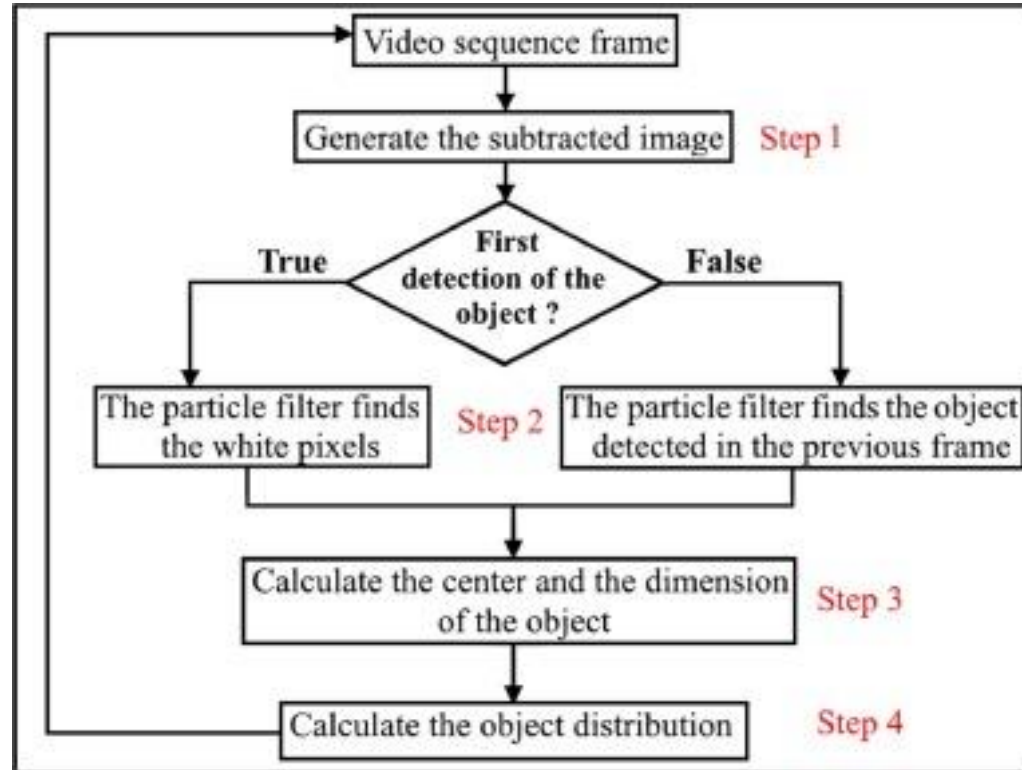 Video sequence frame
Generate the subtracted image
Step 1
First
detection of the
object ?
True
False
The particle filter finds
the white pixels
Step 2
The particle filter finds the object
detected in the previous frame
Calculate the center and the dimension
of the object
Step 3
Calculate the object distribution
Step 4